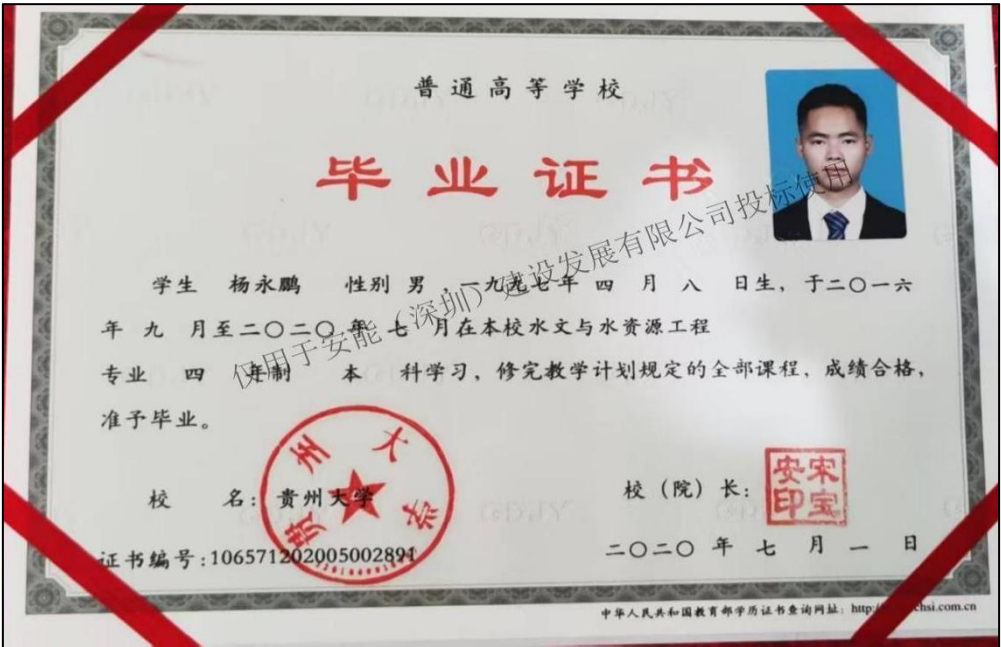 普通高等学校
毕业证书
学生 杨永鹏 性别 男，一九九七年 四 月 八 日生，于二〇一六
年 九 月至二〇二〇年 七 月在本校水文与水资源工程
专业 四 年制 本 科学习，修完教学计划规定的全部课程，成绩合格，
准予毕业。
仅用于安能（深圳）建设发展有限公司投标使用
贵州大学
校 名：贵州大学
校（院）长：
宋宝安印
证书编号:106571202005002891
二〇二〇 年 七 月 一 日
中华人民共和国教育部学历证书查询网址：http:/ chsi.com.cn